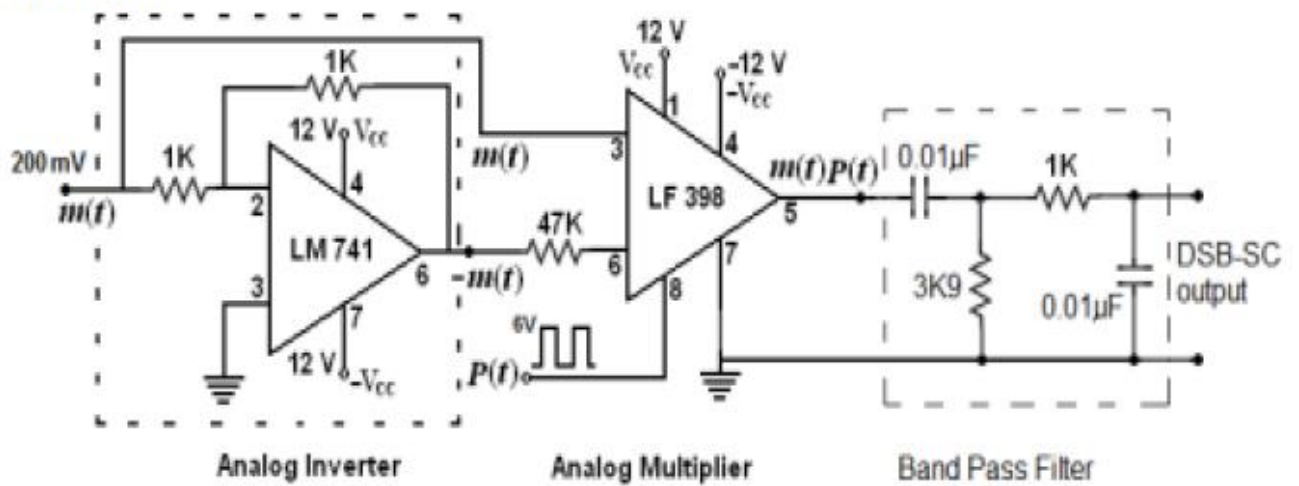 200 mV
m(t)
1K
1K
12 V Vcc
4
2
LM 741
3
6
7
12 V -Vcc
-m(t)
Analog Inverter
m(t)
47K
12 V
Vcc
1
-12 V
-Vcc
4
3
LF 398
5
6
7
8
6V
P(t)
Analog Multiplier
m(t)P(t)
0.01µF
1K
3K9
0.01µF
DSB-SC
output
Band Pass Filter